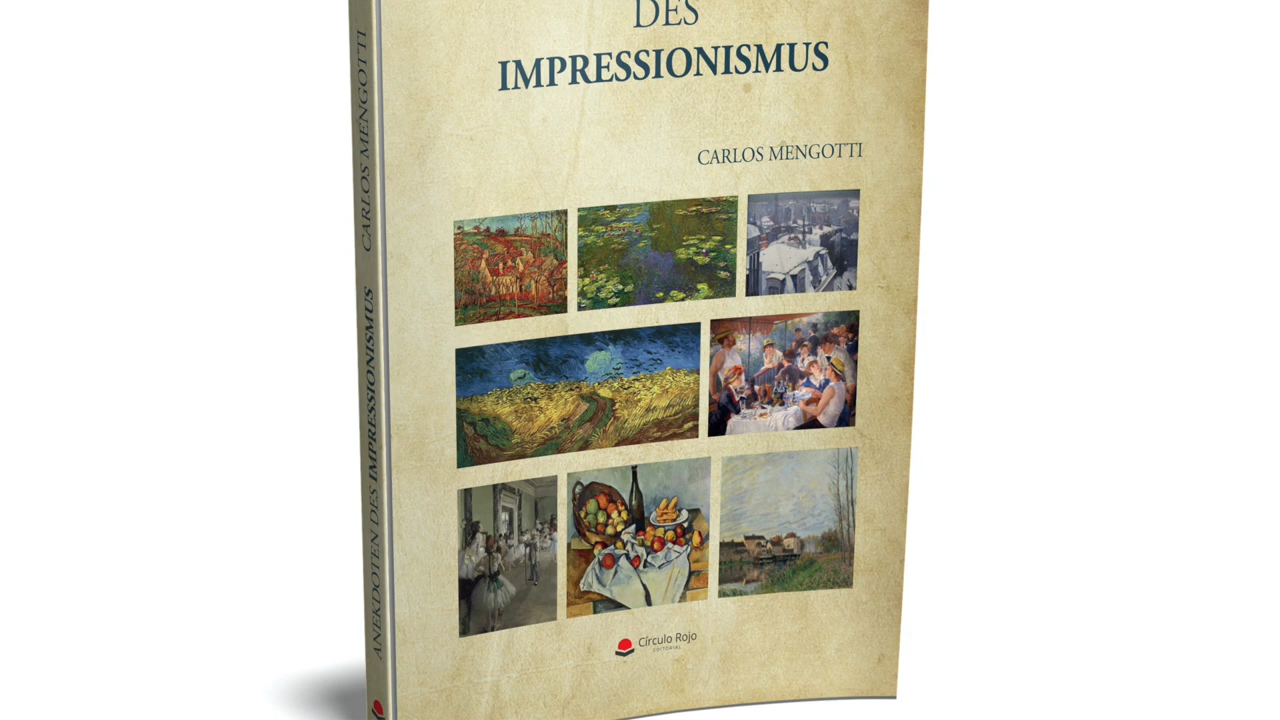 DES
IMPRESSIONISMUS
CARLOS MENGOTTI
Círculo Rojo
EDITORIAL
ANEKDOTEN DES IMPRESSIONISMUS CARLOS MENGOTTI